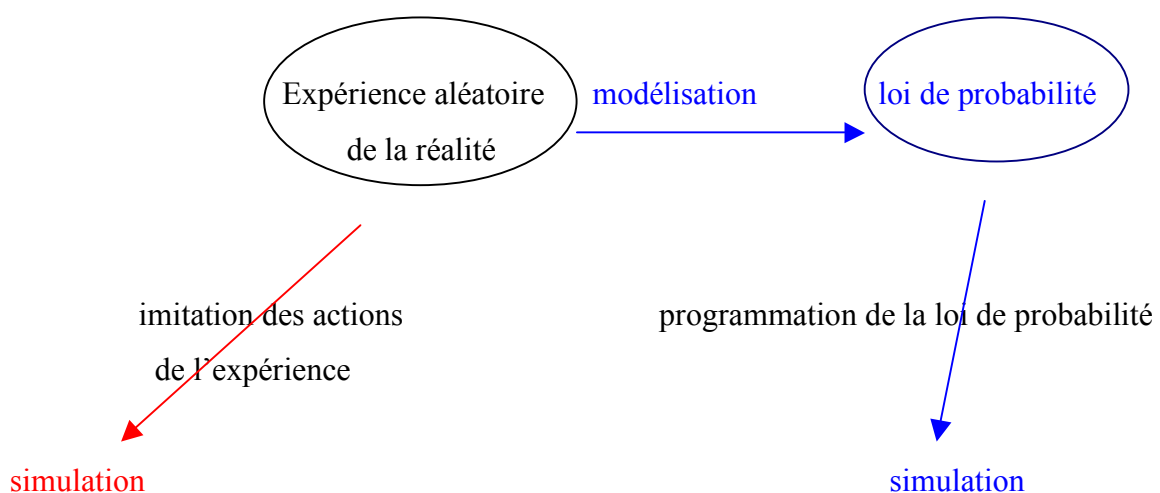 Expérience aléatoire
de la réalité
modélisation
loi de probabilité
imitation des actions
de l’expérience
programmation de la loi de probabilité
simulation
simulation